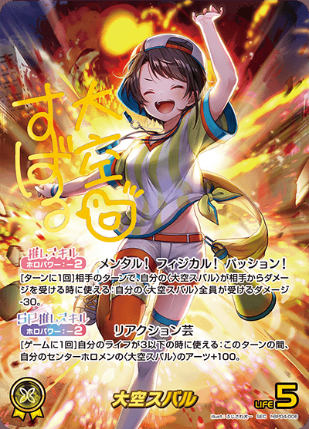 大空
すばる
推しスキル
ホロパワー：－2
メンタル！ フィジカル！ パッション！
[ターンに1回]相手のターンで、自分の〈大空スバル〉が相手からダメージを受ける時に使える：自分の〈大空スバル〉全員が受けるダメージ-30。
SP推しスキル
ホロパワー：－2
リアクション芸
[ゲームに1回]自分のライフが3以下の時に使える：このターンの間、自分のセンターホロメンの〈大空スバル〉のアーツ+100。
大空スバル
LIFE 5